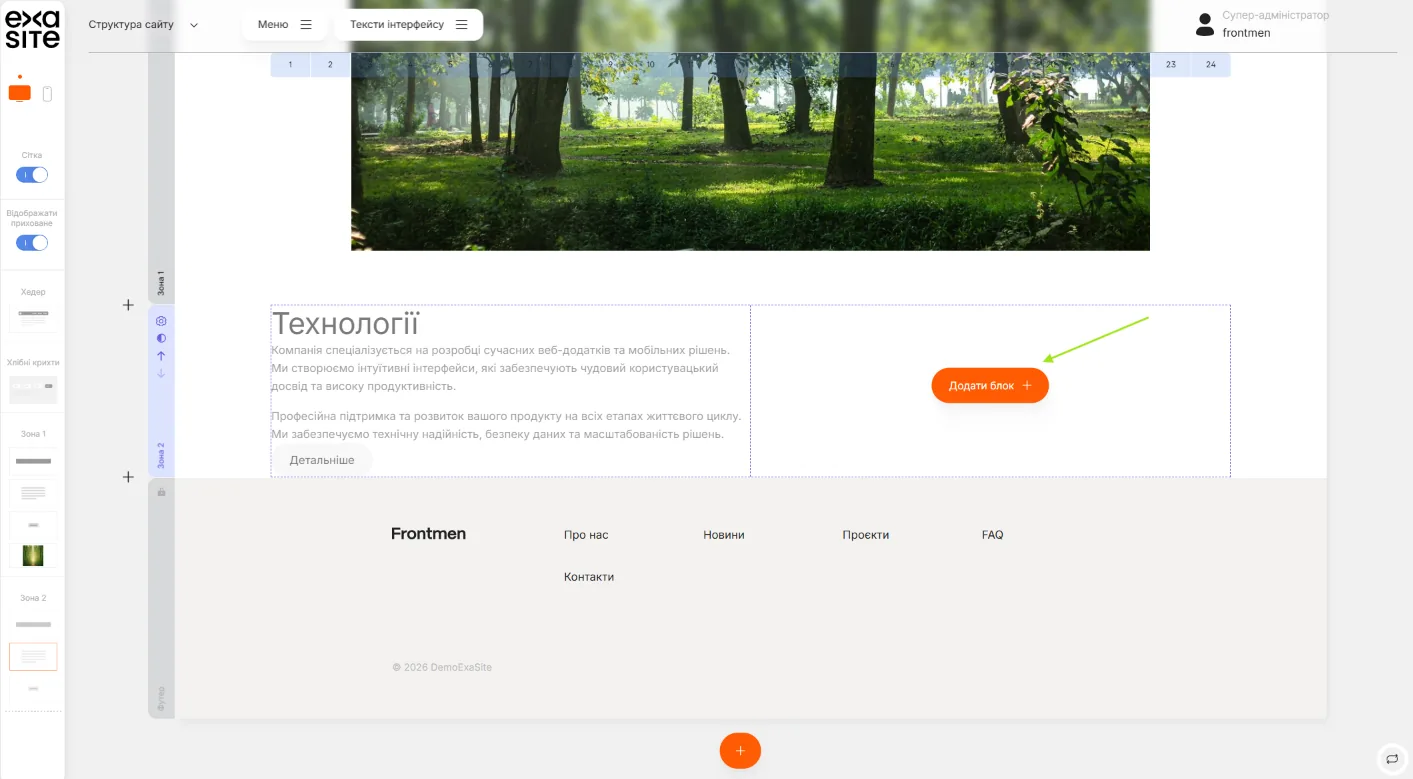 exa
SITE
Структура сайту
Меню
Тексти інтерфейсу
Супер-адміністратор
frontmen
1 2 10 23 24
Сітка
Відображати
приховане
Хедер
Хлібні крихти
Зона 1
Зона 2
Зона 1
Зона 2
Футер
Технології
Компанія спеціалізується на розробці сучасних веб-додатків та мобільних рішень.
Ми створюємо інтуїтивні інтерфейси, які забезпечують чудовий користувацький
досвід та високу продуктивність.
Професійна підтримка та розвиток вашого продукту на всіх етапах життєвого циклу.
Ми забезпечуємо технічну надійність, безпеку даних та масштабованість рішень.
Детальніше
Додати блок
Frontmen
Про нас
Новини
Проєкти
FAQ
Контакти
© 2026 DemoExaSite